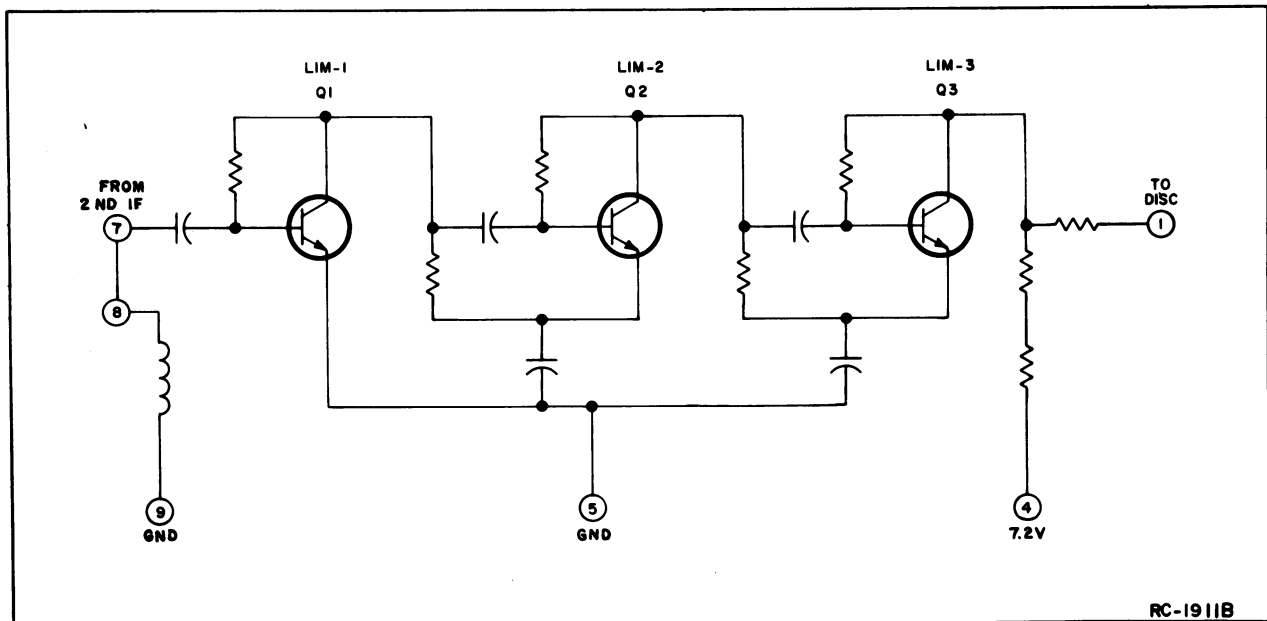 LIM-1
Q1
LIM-2
Q2
LIM-3
Q3
FROM
2 ND IF
7
8
9
GND
5
GND
TO
DISC
1
4
7.2V
RC-1911B